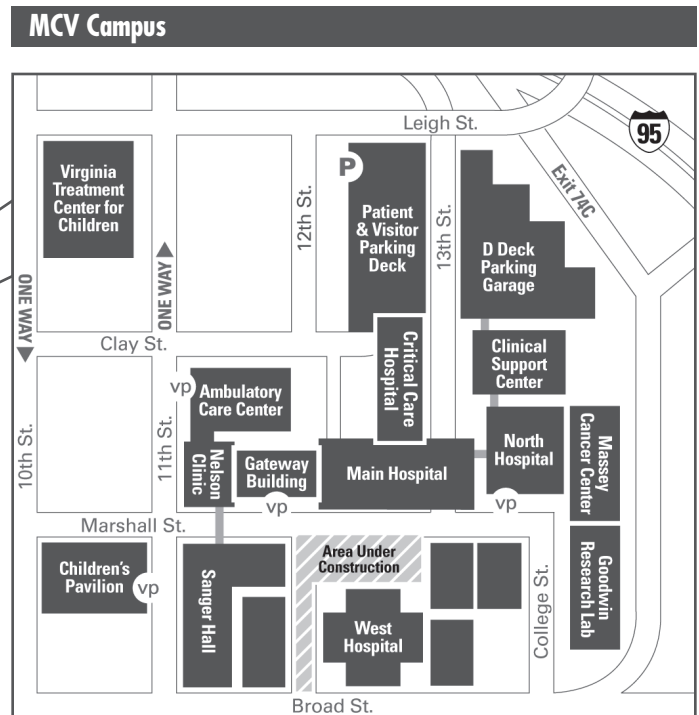 MCV Campus
Leigh St.
95
Exit 74C
Virginia
Treatment
Center for
Children
12th St.
P
Patient
& Visitor
Parking
Deck
13th St.
D Deck
Parking
Garage
ONE WAY
ONE WAY
Clay St.
Critical Care
Hospital
Clinical
Support
Center
vp
Ambulatory
Care Center
10th St.
11th St.
Nelson
Clinic
Gateway
Building
vp
Main Hospital
North
Hospital
vp
Massey
Cancer Center
Marshall St.
Children's
Pavilion
vp
Sanger Hall
Area Under
Construction
West
Hospital
College St.
Goodwin
Research Lab
Broad St.